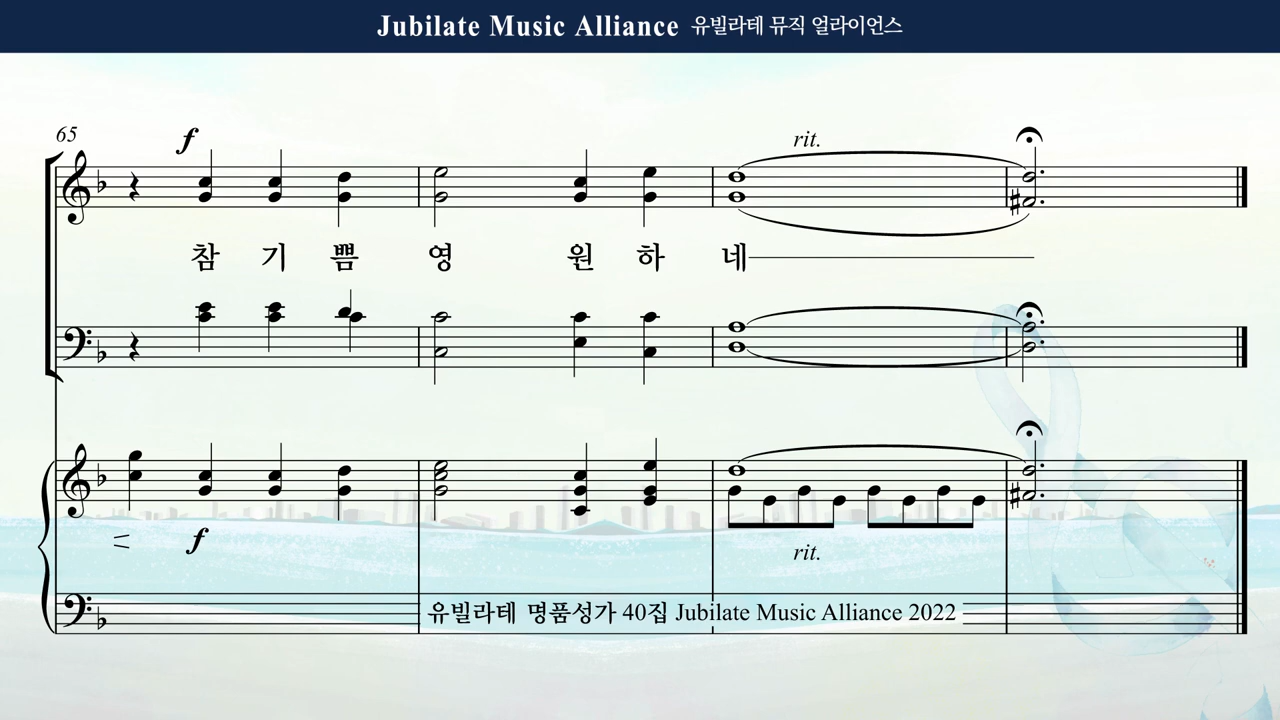 Jubilate Music Alliance 유빌라테 뮤직 얼라이언스
65
f
rit.
참 기 쁨 영 원 하 네
f
rit.
유빌라테 명품성가 40집 Jubilate Music Alliance 2022